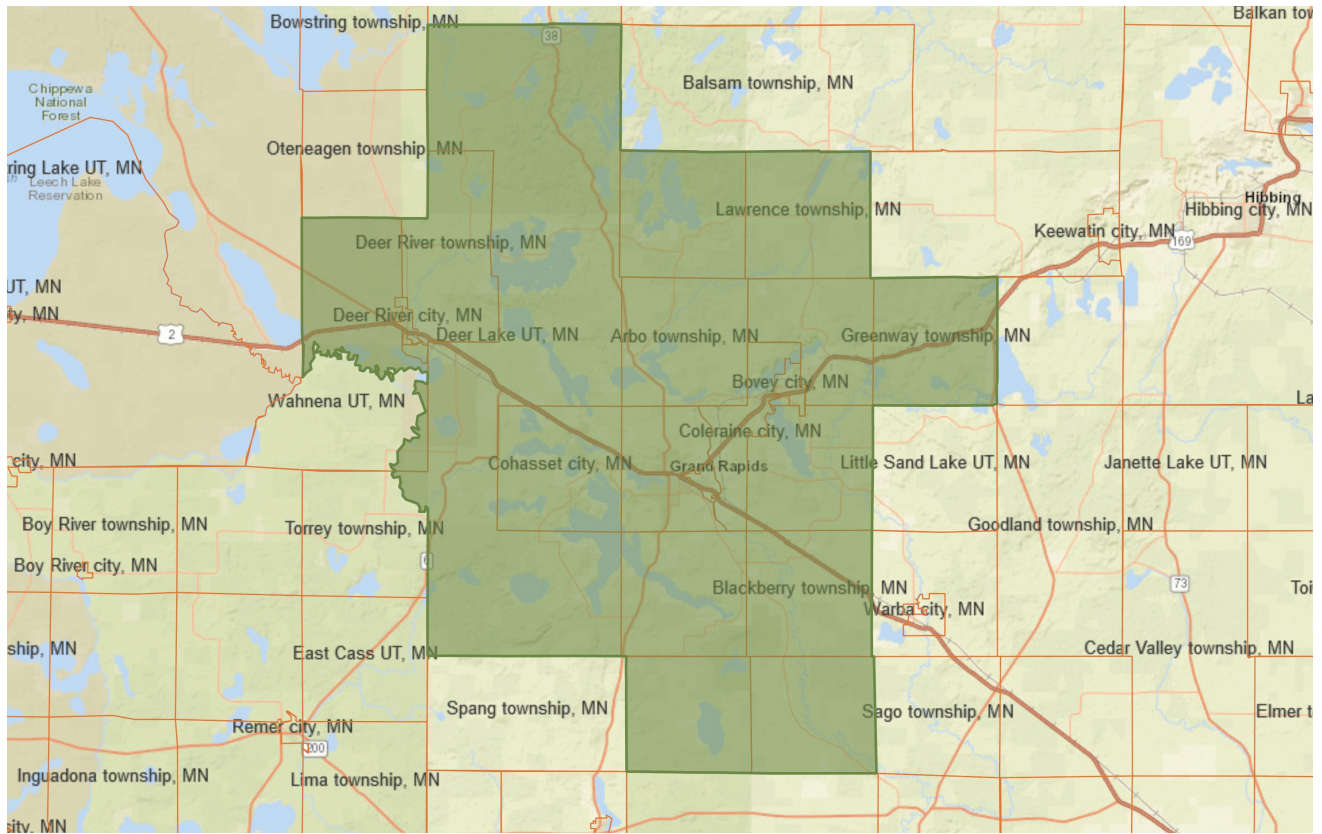 Bowstring township, MN
38
Balkan tow
Balsam township, MN
Chippewa
National
Forest
Oteneagen township, MN
ring Lake UT, MN
Leech Lake
Reservation
Hibbing
Lawrence township, MN
Hibbing city, MN
Keewatin city, MN
169
Deer River township, MN
UT, MN
ty, MN
Deer River city, MN
2
Deer Lake UT, MN
Arbo township, MN
Greenway township, MN
Bovey city, MN
Wahnena UT, MN
La
Coleraine city, MN
city, MN
Cohasset city, MN
Grand Rapids
Little Sand Lake UT, MN
Janette Lake UT, MN
Boy River township, MN
Torrey township, MN
Goodland township, MN
6
Boy River city, MN
73
Blackberry township, MN
Toi
Warba city, MN
ship, MN
East Cass UT, MN
Cedar Valley township, MN
Spang township, MN
Sago township, MN
Elmer t
Remer city, MN
200
Inguadona township, MN
Lima township, MN
city, MN